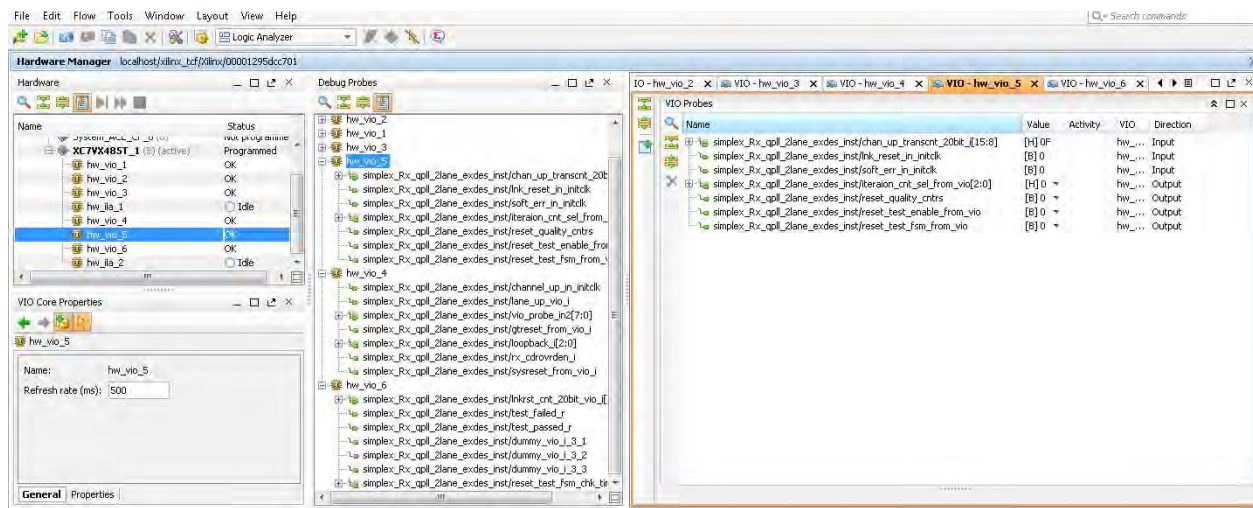 File Edit Flow Tools Window Layout View Help
Q- Search commands
Logic Analyzer
Hardware Manager localhost/xilinx_tcf/Xilinx/00001295dcc701
Hardware
Name Status
XC7VX485T_1 (8) (active) Programmed
hw_vio_1 OK
hw_vio_2 OK
hw_vio_3 OK
hw_ila_1 Idle
hw_vio_4 OK
hw_vio_5 OK
hw_vio_6 OK
hw_ila_2 Idle
VIO Core Properties
hw_vio_5
Name: hw_vio_5
Refresh rate (ms): 500
General Properties
Debug Probes
hw_vio_2
hw_vio_1
hw_vio_3
hw_vio_5
simplex_Rx_qpll_2lane_exdes_inst/chan_up_transcnt_20b
simplex_Rx_qpll_2lane_exdes_inst/lnk_reset_in_initclk
simplex_Rx_qpll_2lane_exdes_inst/soft_err_in_initclk
simplex_Rx_qpll_2lane_exdes_inst/iteraion_cnt_sel_from_
simplex_Rx_qpll_2lane_exdes_inst/reset_quality_cntrs
simplex_Rx_qpll_2lane_exdes_inst/reset_test_enable_fro
simplex_Rx_qpll_2lane_exdes_inst/reset_test_fsm_from_v
hw_vio_4
simplex_Rx_qpll_2lane_exdes_inst/channel_up_in_initclk
simplex_Rx_qpll_2lane_exdes_inst/lane_up_vio_i
simplex_Rx_qpll_2lane_exdes_inst/vio_probe_in2[7:0]
simplex_Rx_qpll_2lane_exdes_inst/gtreset_from_vio_i
simplex_Rx_qpll_2lane_exdes_inst/loopback_i[2:0]
simplex_Rx_qpll_2lane_exdes_inst/rx_cdrovrden_i
simplex_Rx_qpll_2lane_exdes_inst/sysreset_from_vio_i
hw_vio_6
simplex_Rx_qpll_2lane_exdes_inst/lnkrst_cnt_20bit_vio_i[
simplex_Rx_qpll_2lane_exdes_inst/test_failed_r
simplex_Rx_qpll_2lane_exdes_inst/test_passed_r
simplex_Rx_qpll_2lane_exdes_inst/dummy_vio_i_3_1
simplex_Rx_qpll_2lane_exdes_inst/dummy_vio_i_3_2
simplex_Rx_qpll_2lane_exdes_inst/dummy_vio_i_3_3
simplex_Rx_qpll_2lane_exdes_inst/reset_test_fsm_chk_tir
IO - hw_vio_2 VIO - hw_vio_3 VIO - hw_vio_4 VIO - hw_vio_5 VIO - hw_vio_6
VIO Probes
Name Value Activity VIO Direction
simplex_Rx_qpll_2lane_exdes_inst/chan_up_transcnt_20bit_i[15:8] [H] 0F hw_... Input
simplex_Rx_qpll_2lane_exdes_inst/lnk_reset_in_initclk [B] 0 hw_... Input
simplex_Rx_qpll_2lane_exdes_inst/soft_err_in_initclk [B] 0 hw_... Input
simplex_Rx_qpll_2lane_exdes_inst/iteraion_cnt_sel_from_vio[2:0] [H] 0 hw_... Output
simplex_Rx_qpll_2lane_exdes_inst/reset_quality_cntrs [B] 0 hw_... Output
simplex_Rx_qpll_2lane_exdes_inst/reset_test_enable_from_vio [B] 0 hw_... Output
simplex_Rx_qpll_2lane_exdes_inst/reset_test_fsm_from_vio [B] 0 hw_... Output